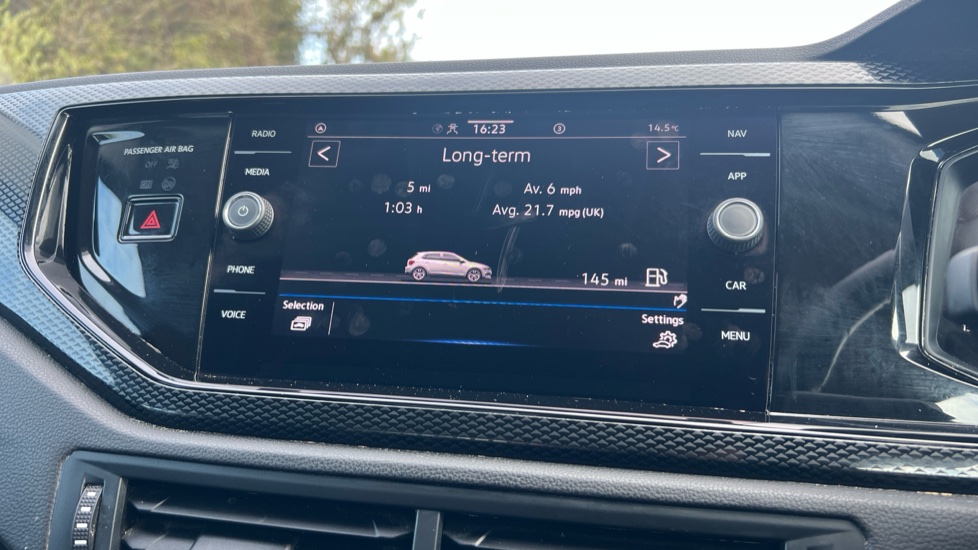 PASSENGER AIR BAG
RADIO
MEDIA
PHONE
VOICE
16:23
3
14.5°C
< Long-term >
5 mi
Av. 6 mph
1:03 h
Avg. 21.7 mpg (UK)
145 mi
Selection
Settings
NAV
APP
CAR
MENU